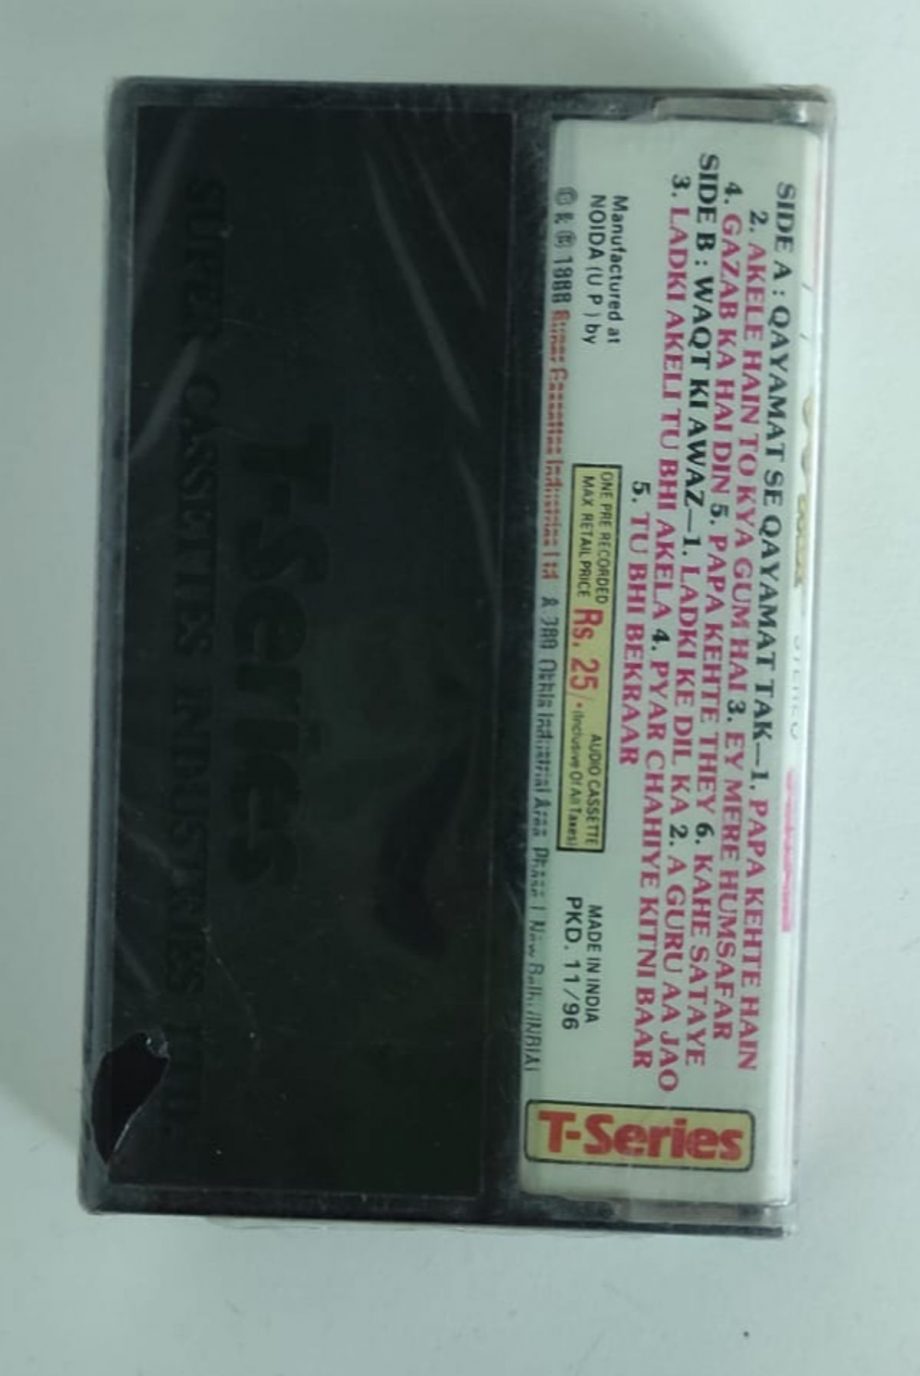 SIDE A : QAYAMAT SE QAYAMAT TAK—1. PAPA KEHTE HAIN
2. AKELE HAIN TO KYA GUM HAI 3. EY MERE HUMSAFAR
4. GAZAB KA HAI DIN 5. PAPA KEHTE THEY 6. KAHE SATAYE
SIDE B : WAQT KI AWAZ—1. LADKI KE DIL KA 2. A GURU AA JAO
3. LADKI AKELI TU BHI AKELA 4. PYAR CHAHIYE KITNI BAAR
5. TU BHI BEKRAAR
Manufactured at
NOIDA (U P ) by
ONE PRE RECORDED AUDIO CASSETTE
MAX RETAIL PRICE Rs. 25/- (Inclusive Of All Taxes)
MADE IN INDIA
PKD. 11/96
℗ & © 1988 Super Cassettes Industries Ltd Industrial Area Phase I New Delhi (INDIA)
T-Series
STEREO
T-Series
SUPER CASSETTES INDUSTRIES LTD.